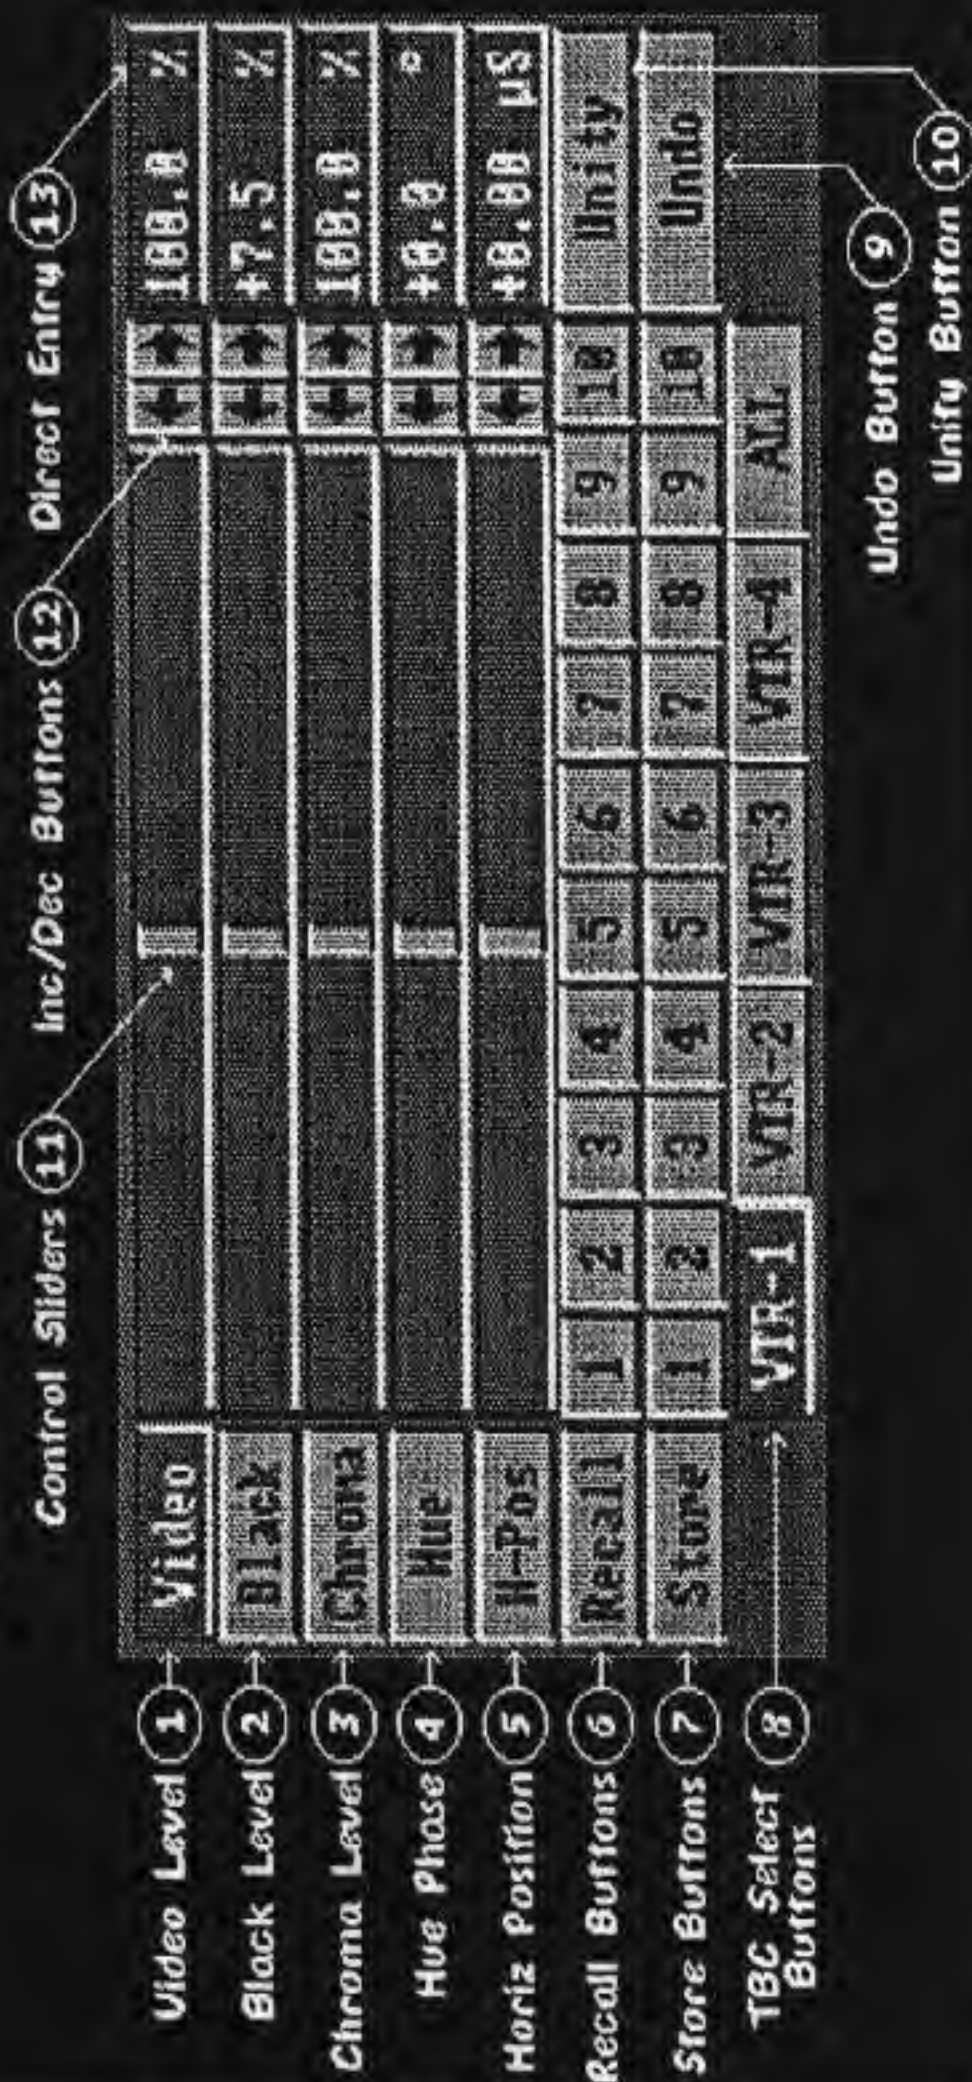 Control Sliders 11
Inc/Dec Buttons 12
Direct Entry 13
Video Level 1
Video
100.0 %
Black Level 2
Black
+7.5 %
Chroma Level 3
Chroma
100.0 %
Hue Phase 4
Hue
+0.0 °
Horiz Position 5
H-Pos
+0.00 µS
Recall Buttons 6
Recall 1 2 3 4 5 6 7 8 9 10 Unity
Store Buttons 7
Store 1 2 3 4 5 6 7 8 9 10 Undo
TBC Select 8
Buttons
VTR-1 VTR-2 VTR-3 VTR-4 ALL
Undo Button 9
Unity Button 10